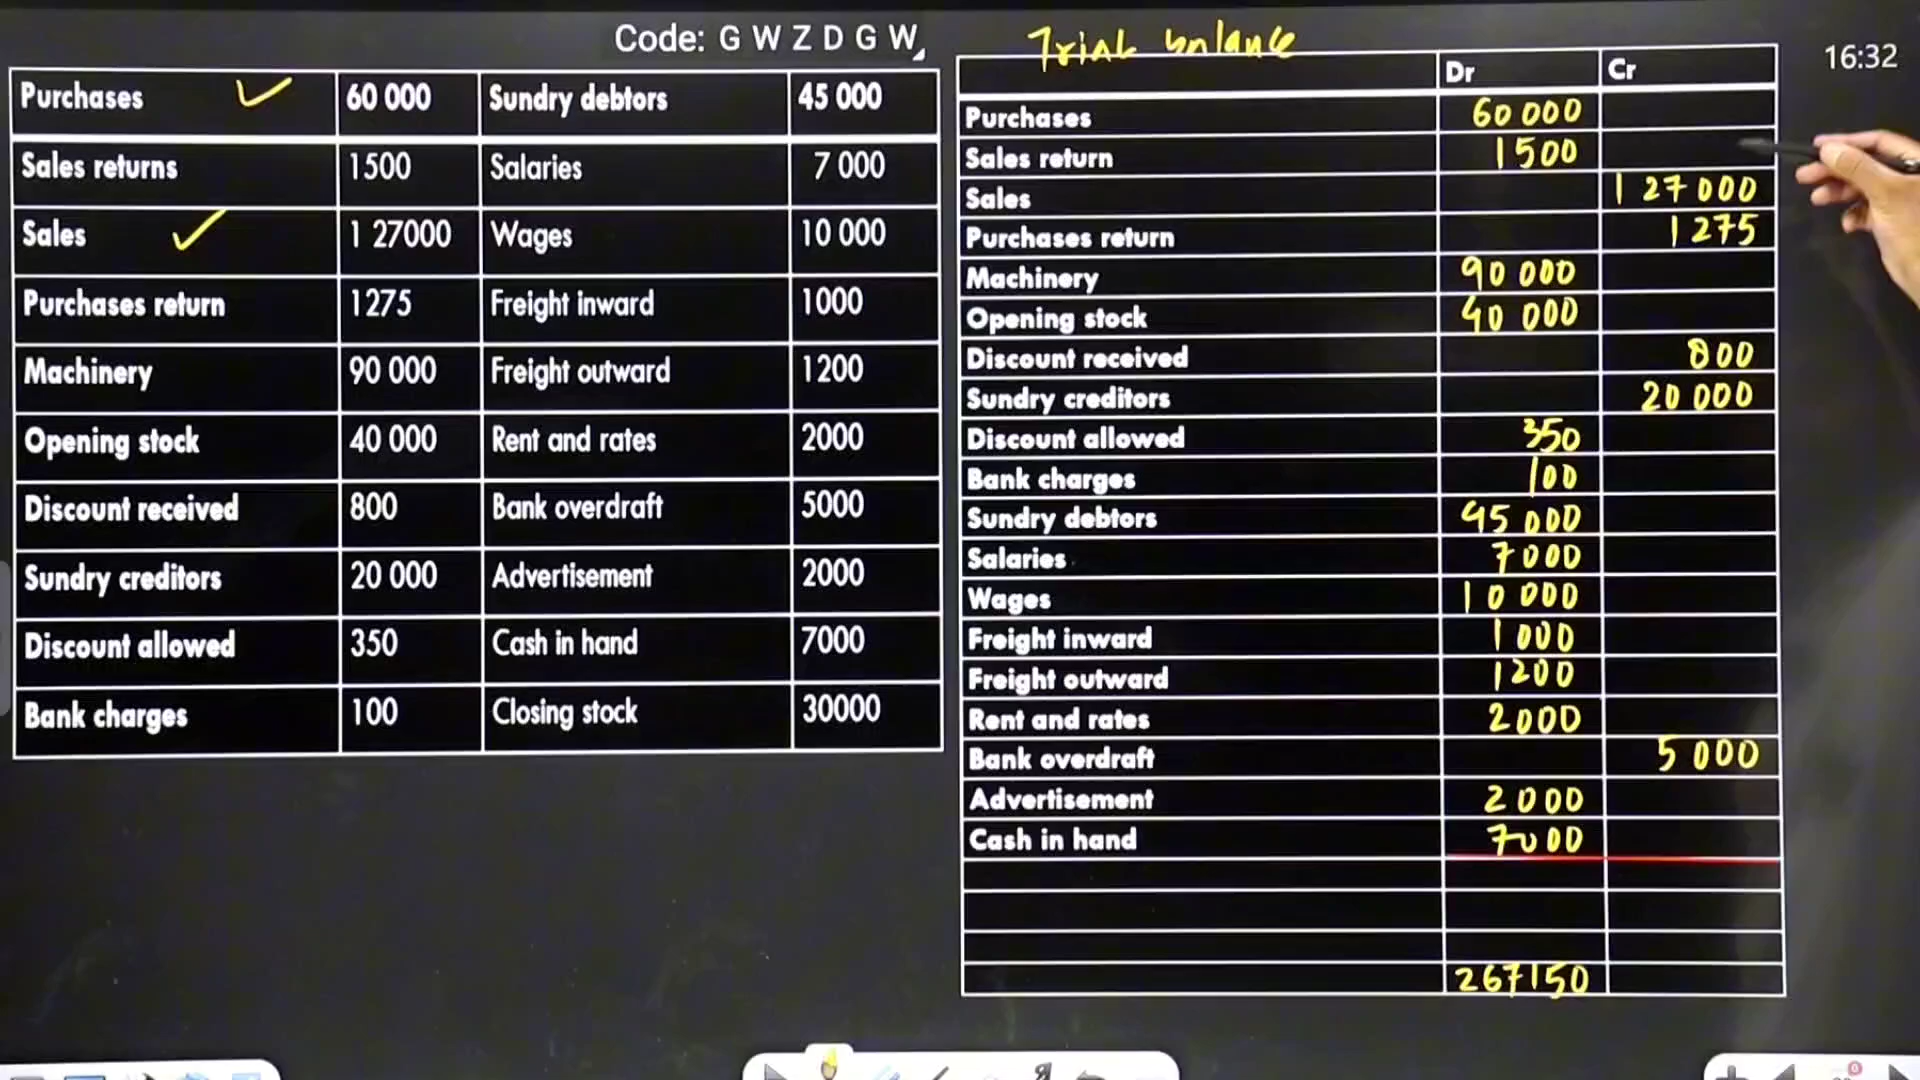 Code: G W Z D G W
Trial balance
16:32
Purchases 60 000 Sundry debtors 45 000
Sales returns 1500 Salaries 7 000
Sales 1 27000 Wages 10 000
Purchases return 1275 Freight inward 1000
Machinery 90 000 Freight outward 1200
Opening stock 40 000 Rent and rates 2000
Discount received 800 Bank overdraft 5000
Sundry creditors 20 000 Advertisement 2000
Discount allowed 350 Cash in hand 7000
Bank charges 100 Closing stock 30000
Dr Cr
Purchases 60 000
Sales return 1500
Sales 1 27 000
Purchases return 1275
Machinery 90 000
Opening stock 40 000
Discount received 800
Sundry creditors 20 000
Discount allowed 350
Bank charges 100
Sundry debtors 45 000
Salaries 7000
Wages 10 000
Freight inward 1000
Freight outward 1200
Rent and rates 2000
Bank overdraft 5 000
Advertisement 2000
Cash in hand 7000
267150